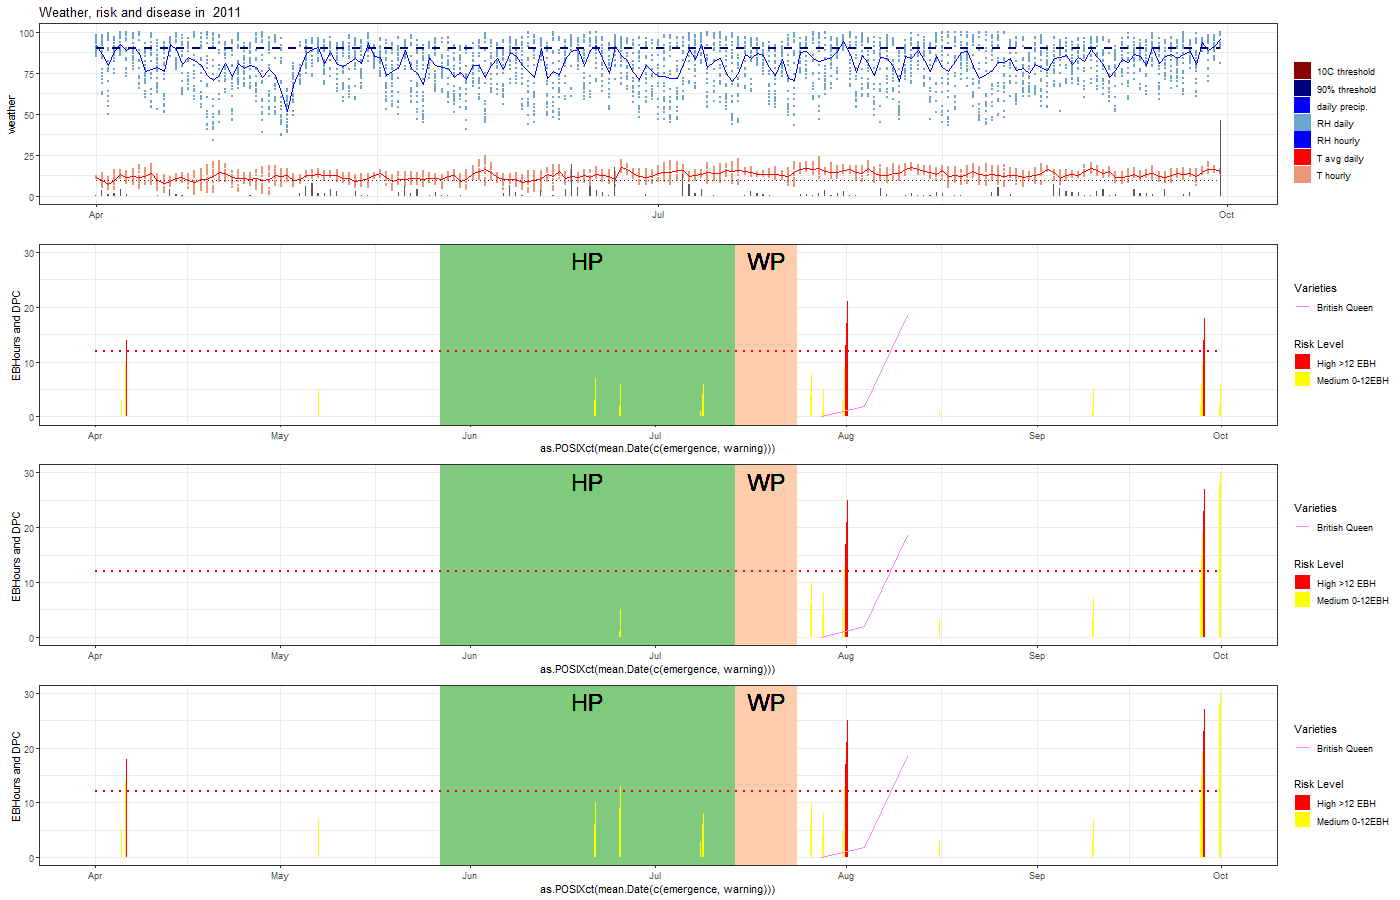 Weather, risk and disease in  2011
weather
100
75
50
25
0
Apr
Jul
Oct
10C threshold
90% threshold
daily precip.
RH daily
RH hourly
T avg daily
T hourly
EBHours and DPC
30
20
10
0
HP
WP
Apr
May
Jun
Jul
Aug
Sep
Oct
as.POSIXct(mean.Date(c(emergence, warning)))
Varieties
British Queen
Risk Level
High >12 EBH
Medium 0-12EBH
EBHours and DPC
30
20
10
0
HP
WP
Apr
May
Jun
Jul
Aug
Sep
Oct
as.POSIXct(mean.Date(c(emergence, warning)))
Varieties
British Queen
Risk Level
High >12 EBH
Medium 0-12EBH
EBHours and DPC
30
20
10
0
HP
WP
Apr
May
Jun
Jul
Aug
Sep
Oct
as.POSIXct(mean.Date(c(emergence, warning)))
Varieties
British Queen
Risk Level
High >12 EBH
Medium 0-12EBH